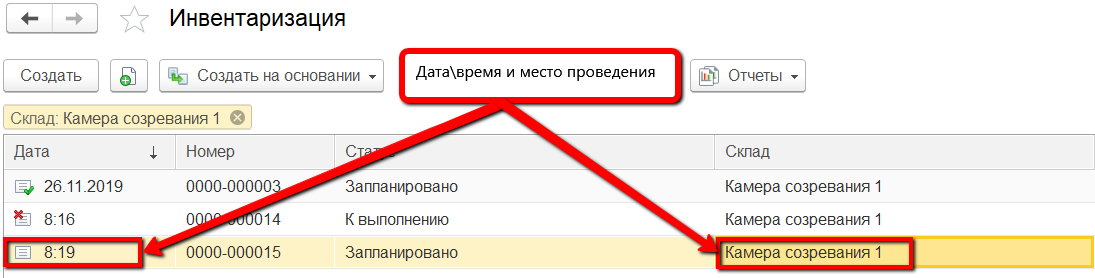 Инвентаризация
Создать Создать на основании Дата\время и место проведения Отчеты
Склад: Камера созревания 1
Дата Номер Статус Склад
26.11.2019 0000-000003 Запланировано Камера созревания 1
8:16 0000-000014 К выполнению Камера созревания 1
8:19 0000-000015 Запланировано Камера созревания 1